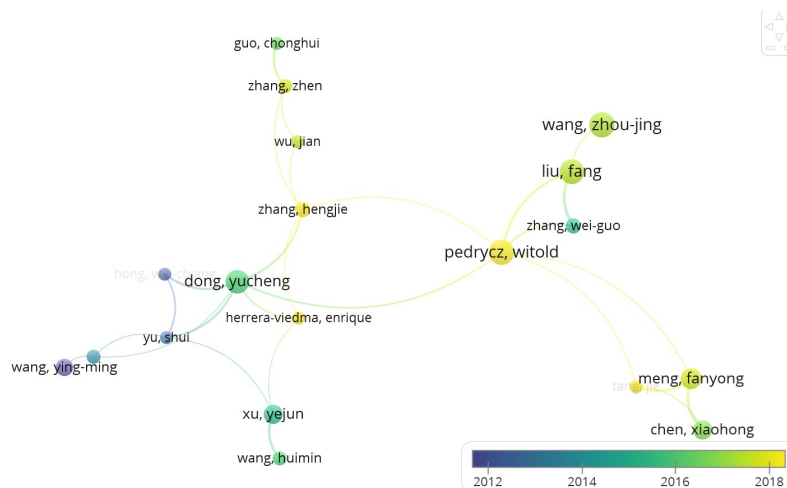 guo, chonghui
zhang, zhen
wang, zhou-jing
wu, jian
liu, fang
zhang, hengjie
zhang, wei-guo
pedrycz, witold
dong, yucheng
herrera-viedma, enrique
yu, shui
wang, ying-ming
meng, fanyong
xu, yejun
chen, xiaohong
wang, huimin
2012 2014 2016 2018